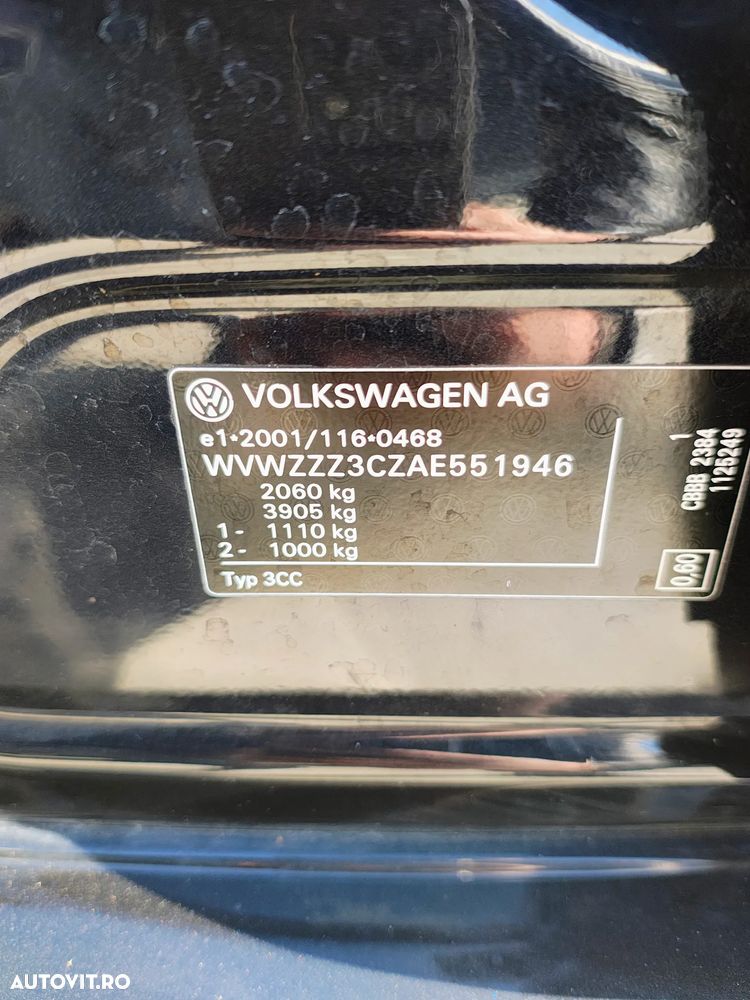 VOLKSWAGEN AG
e1*2001/116*0468
WVWZZZ3CZAE551946
2060 kg
3905 kg
1- 1110 kg
2- 1000 kg
Typ 3CC
1
CBBB 2384
1125249
0,60
AUTOVIT.RO